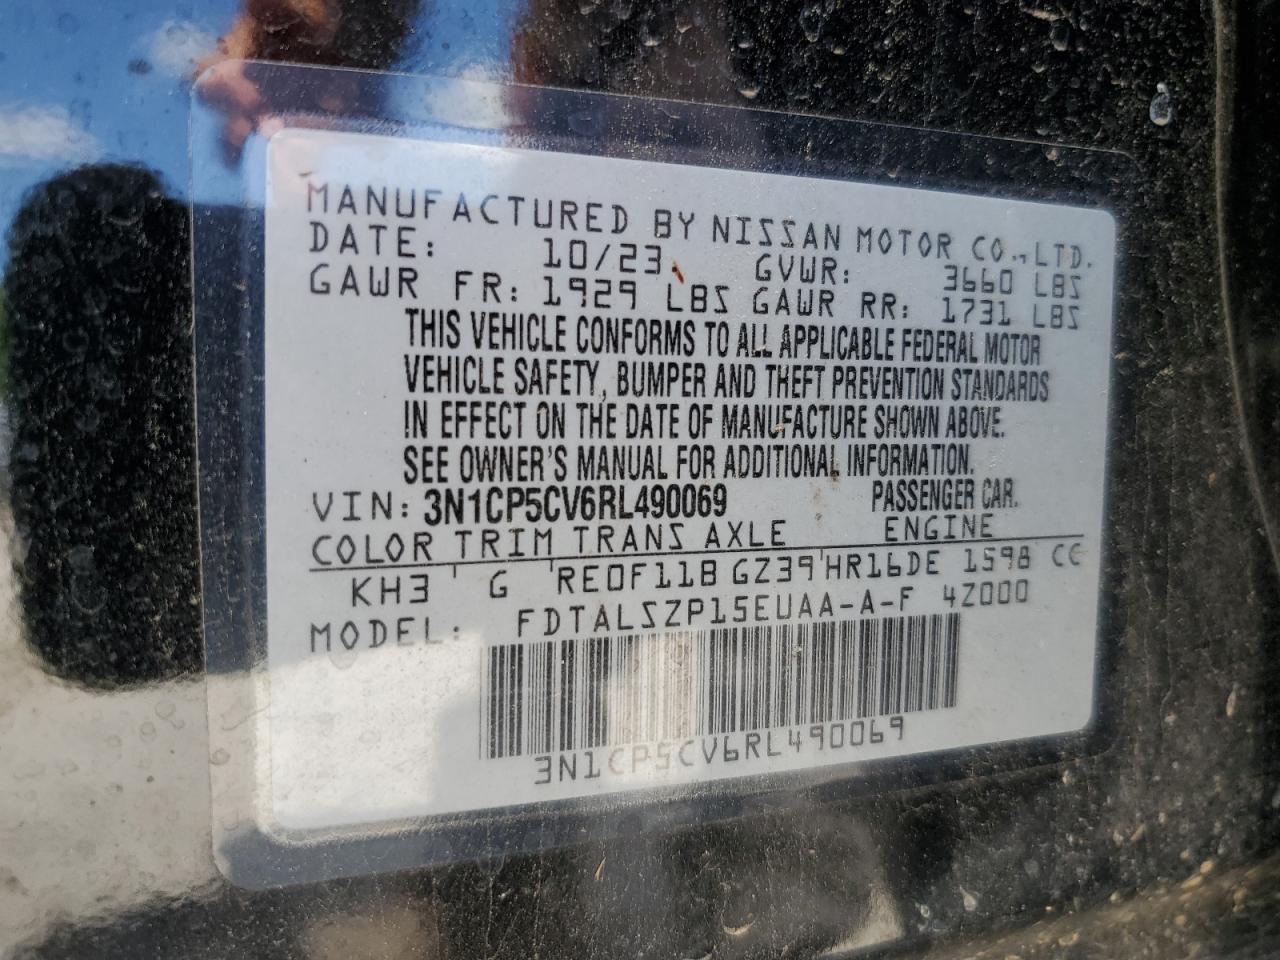 MANUFACTURED BY NISSAN MOTOR CO.,LTD.
DATE: 10/23 GVWR: 3660 LBS
GAWR FR: 1929 LBS GAWR RR: 1731 LBS
THIS VEHICLE CONFORMS TO ALL APPLICABLE FEDERAL MOTOR
VEHICLE SAFETY, BUMPER AND THEFT PREVENTION STANDARDS
IN EFFECT ON THE DATE OF MANUFACTURE SHOWN ABOVE.
SEE OWNER'S MANUAL FOR ADDITIONAL INFORMATION.
VIN: 3N1CP5CV6RL490069 PASSENGER CAR.
COLOR TRIM TRANS AXLE ENGINE
KH3 ' G 'RE0F11B GZ39'HR16DE 1598 CC
MODEL: FDTALSZP15EUAA-A-F 4Z000
3N1CP5CV6RL490069